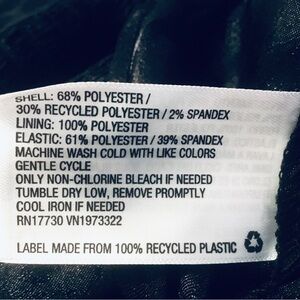 SHELL: 68% POLYESTER /
30% RECYCLED POLYESTER / 2% SPANDEX
LINING: 100% POLYESTER
ELASTIC: 61% POLYESTER / 39% SPANDEX
MACHINE WASH COLD WITH LIKE COLORS
GENTLE CYCLE
ONLY NON-CHLORINE BLEACH IF NEEDED
TUMBLE DRY LOW, REMOVE PROMPTLY
COOL IRON IF NEEDED
RN17730 VN1973322
LABEL MADE FROM 100% RECYCLED PLASTIC